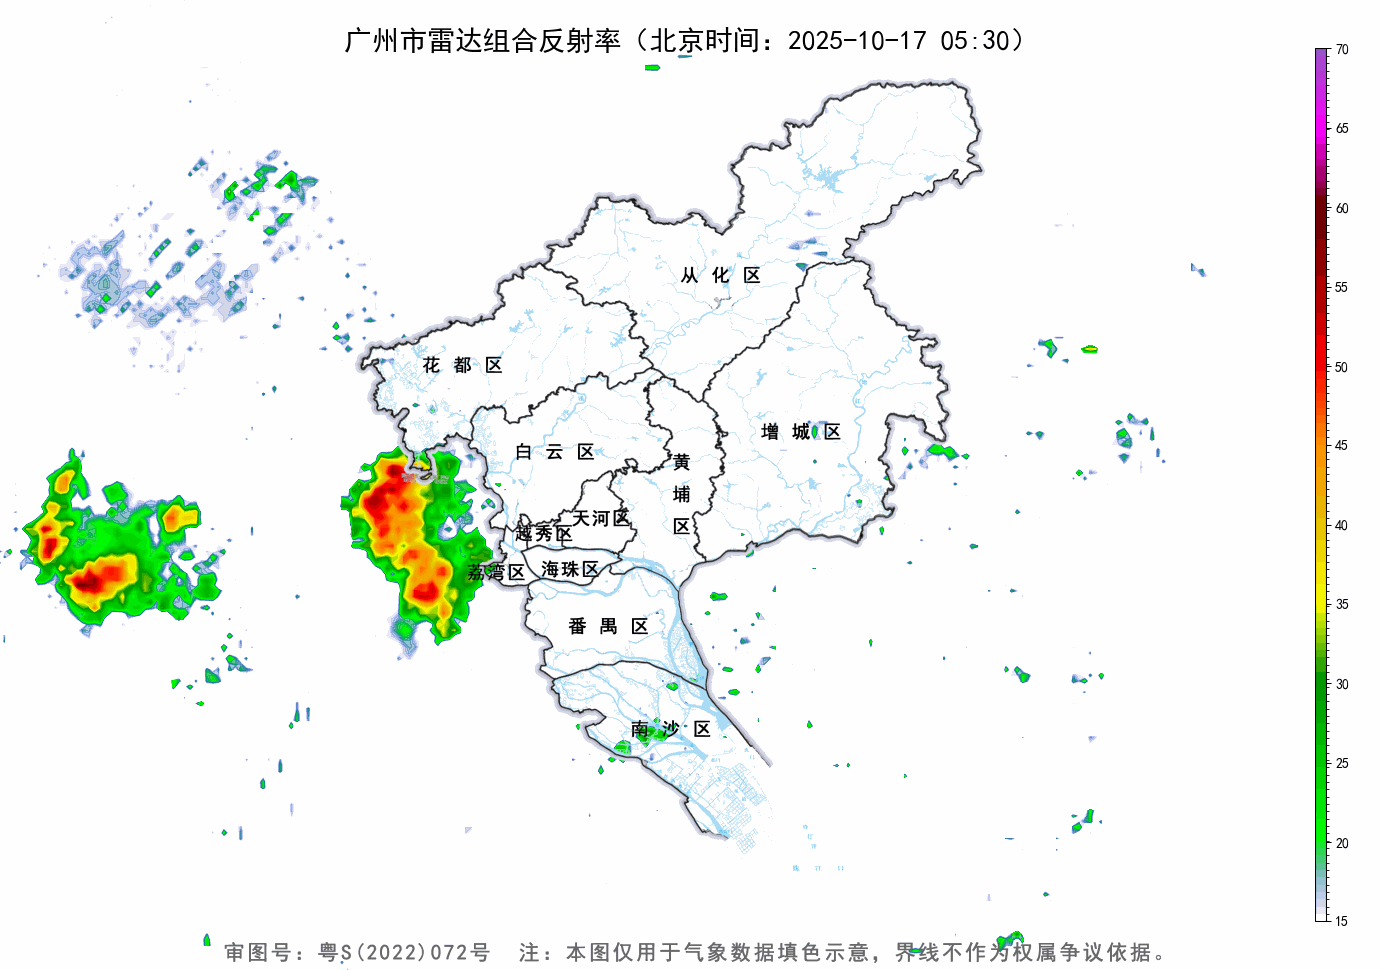 广州市雷达组合反射率（北京时间：2025-10-17 05:30）
70
65
60
55
50
45
40
35
30
25
20
15
从化区
花都区
增城区
白云区
黄埔区
天河区
越秀区
荔湾区
海珠区
番禺区
南沙区
审图号：粤S(2022)072号 注：本图仅用于气象数据填色示意，界线不作为权属争议依据。